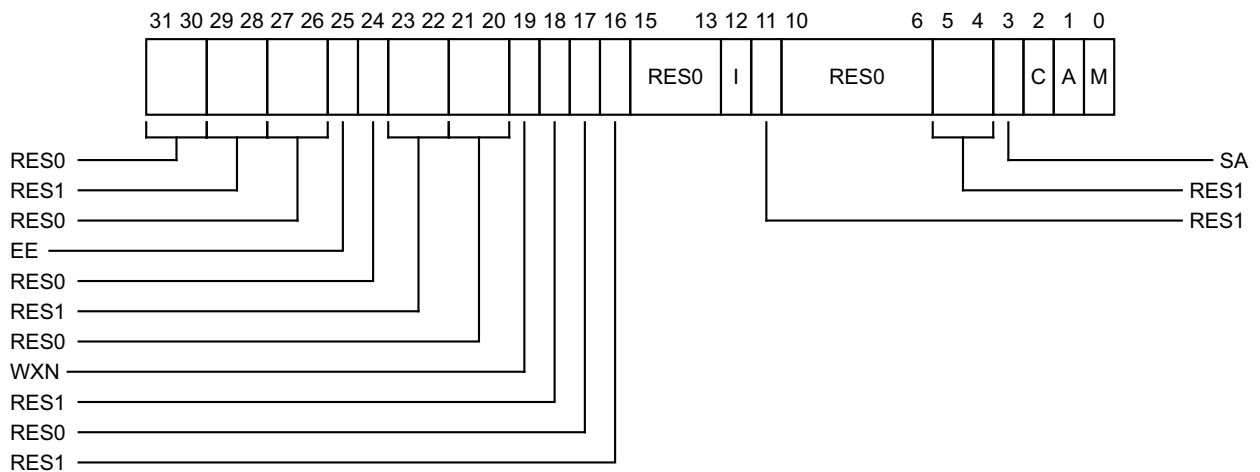 31 30 29 28 27 26 25 24 23 22 21 20 19 18 17 16 15 13 12 11 10 6 5 4 3 2 1 0
RES0 I RES0 C A M
RES0 SA
RES1 RES1
RES0 RES1
EE
RES0
RES1
RES0
WXN
RES1
RES0
RES1